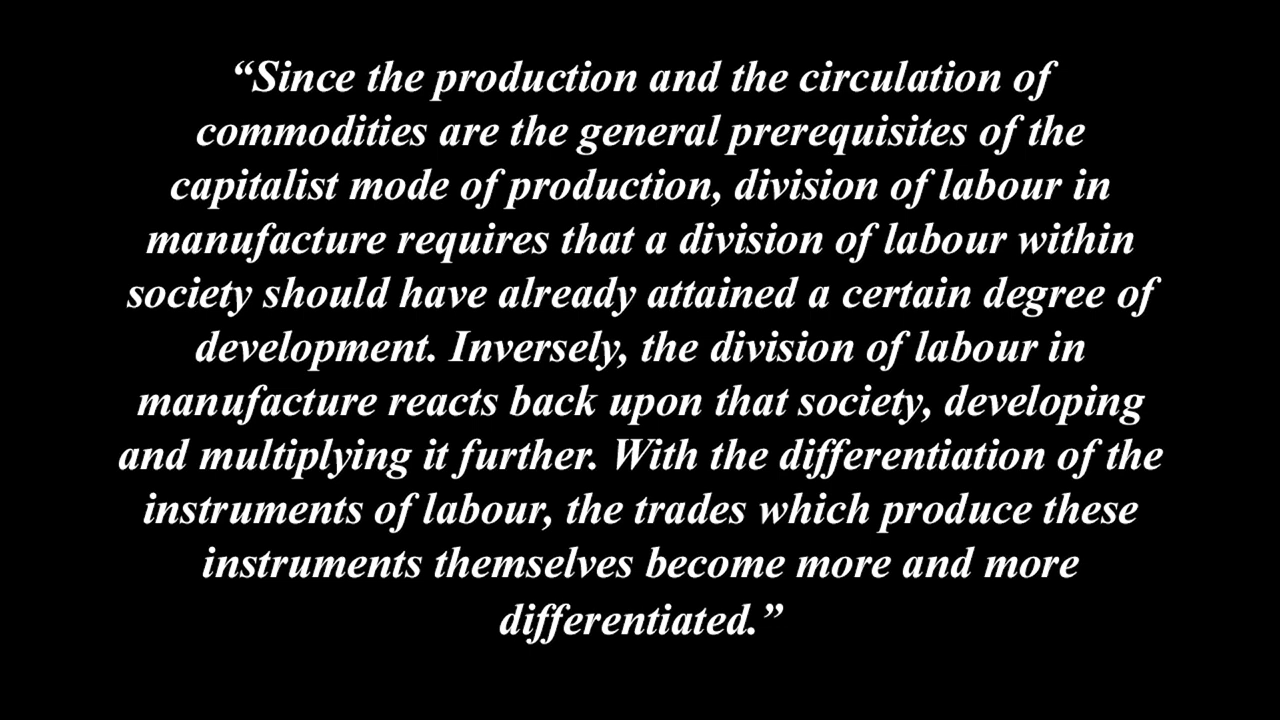 “Since the production and the circulation of
commodities are the general prerequisites of the
capitalist mode of production, division of labour in
manufacture requires that a division of labour within
society should have already attained a certain degree of
development. Inversely, the division of labour in
manufacture reacts back upon that society, developing
and multiplying it further. With the differentiation of the
instruments of labour, the trades which produce these
instruments themselves become more and more
differentiated.”